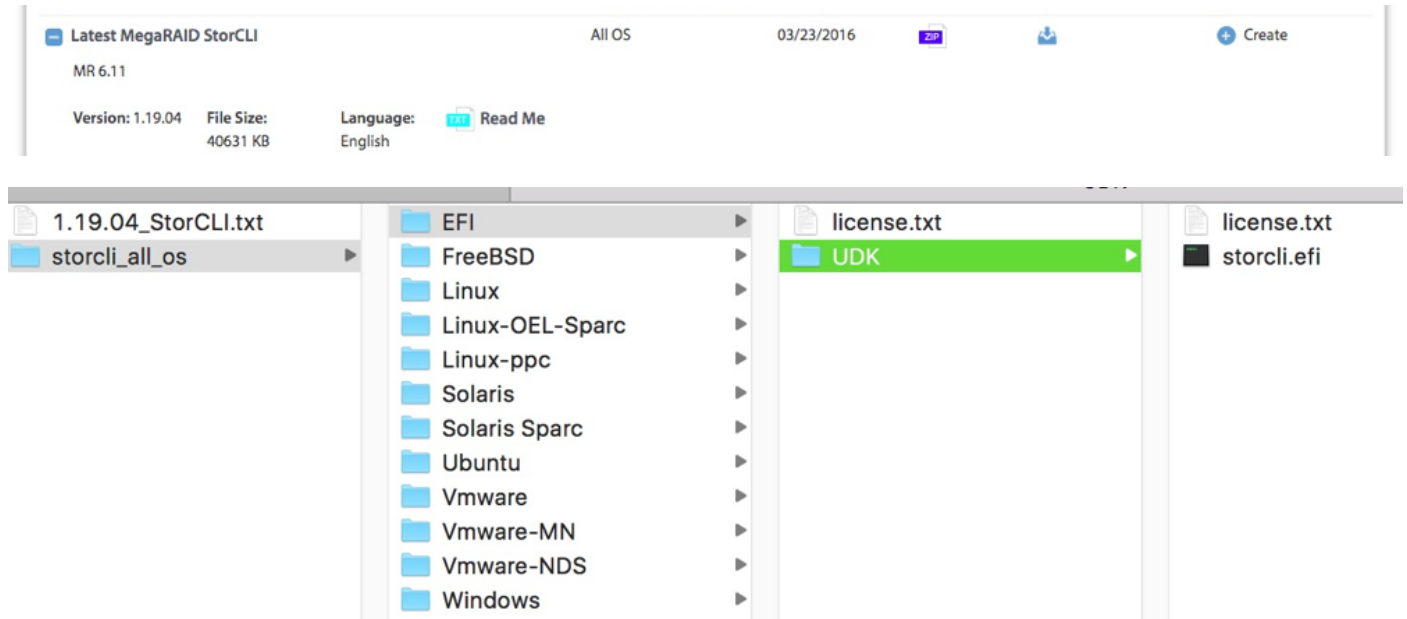 Latest MegaRAID StorCLI All OS 03/23/2016 ZIP Create
MR 6.11
Version: 1.19.04 File Size: Language: TXT Read Me
40631 KB English
1.19.04_StorCLI.txt
storcli_all_os
EFI
FreeBSD
Linux
Linux-OEL-Sparc
Linux-ppc
Solaris
Solaris Sparc
Ubuntu
Vmware
Vmware-MN
Vmware-NDS
Windows
license.txt
UDK
license.txt
storcli.efi